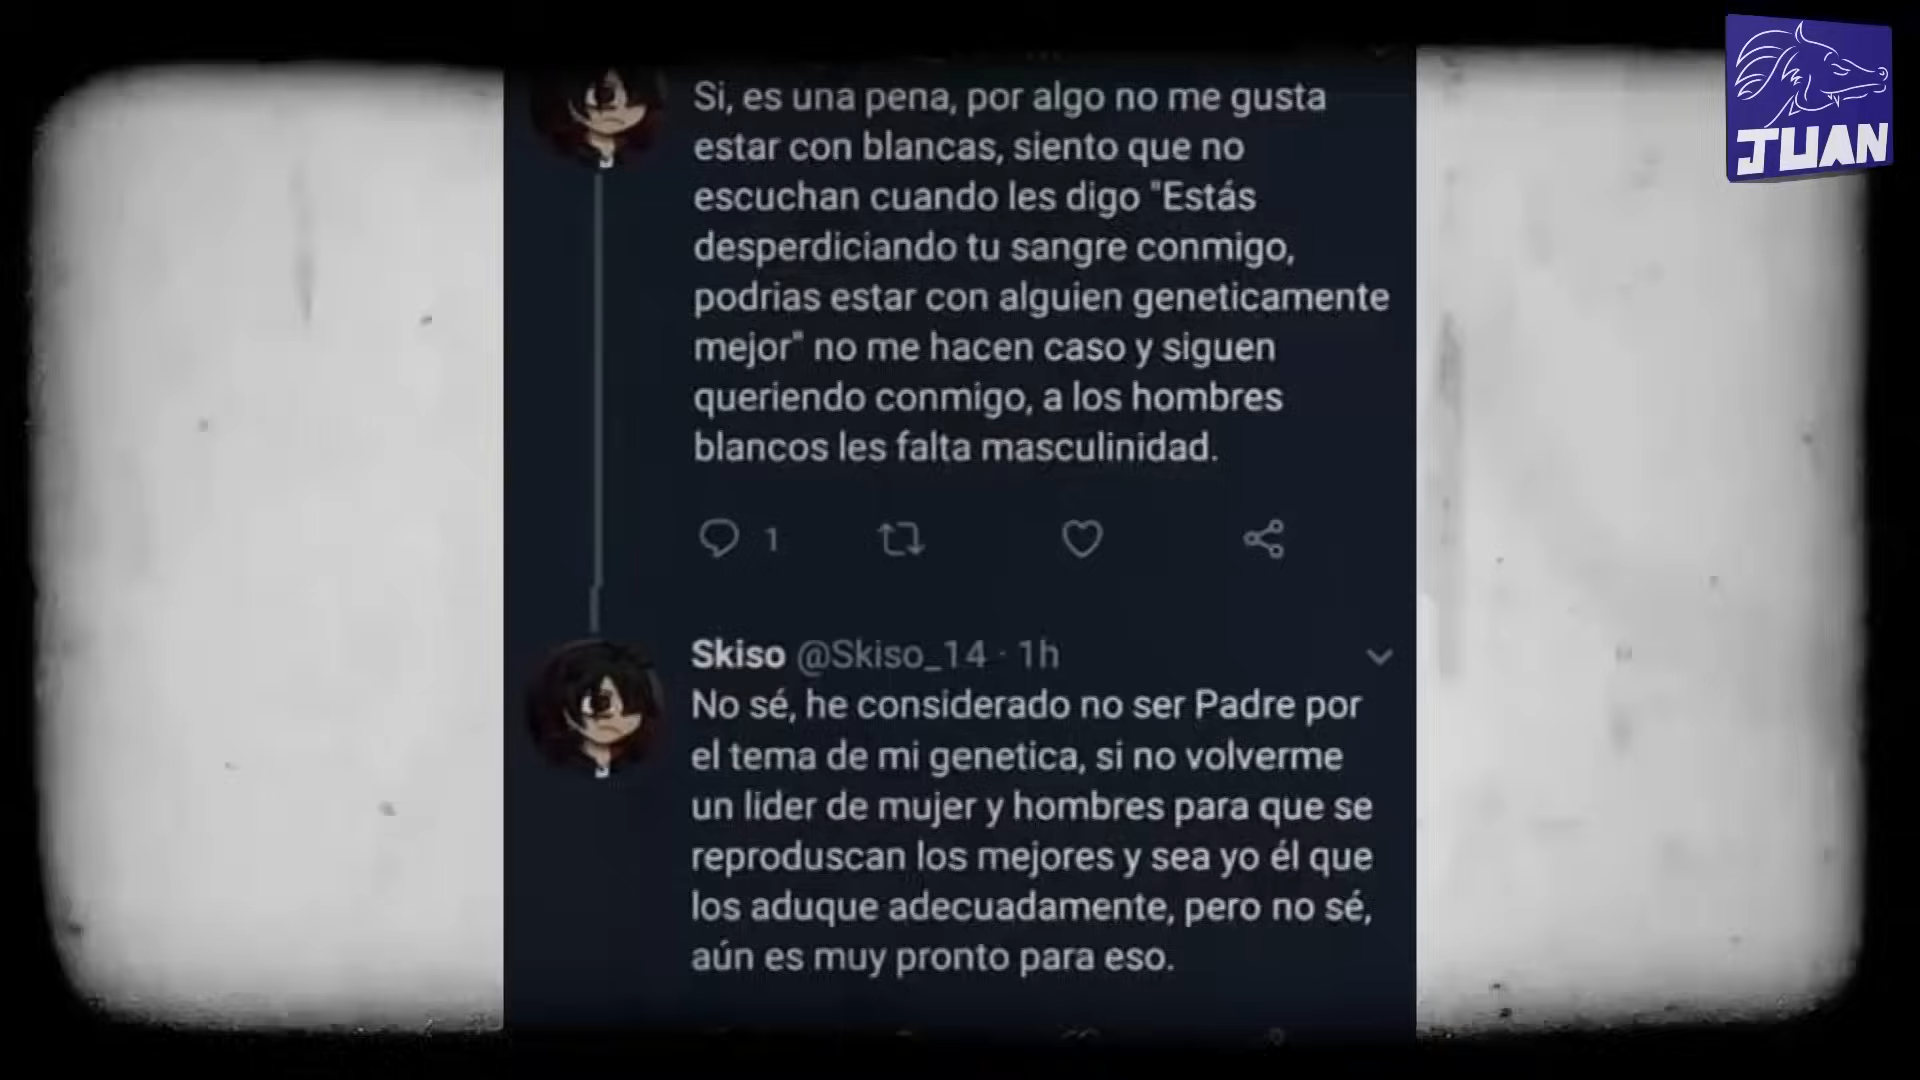 JUAN
Si, es una pena, por algo no me gusta
estar con blancas, siento que no
escuchan cuando les digo "Estás
desperdiciando tu sangre conmigo,
podrias estar con alguien geneticamente
mejor" no me hacen caso y siguen
queriendo conmigo, a los hombres
blancos les falta masculinidad.
1
Skiso @Skiso_14 · 1h
No sé, he considerado no ser Padre por
el tema de mi genetica, si no volverme
un lider de mujer y hombres para que se
reproduscan los mejores y sea yo él que
los aduque adecuadamente, pero no sé,
aún es muy pronto para eso.